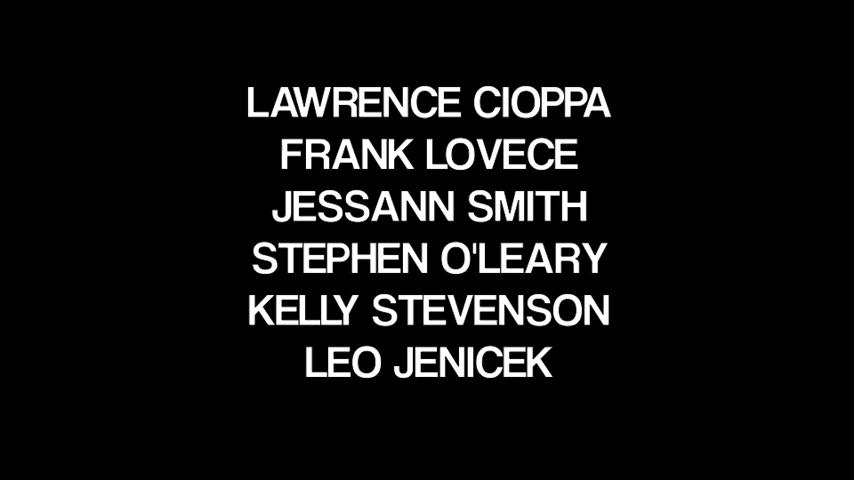 LAWRENCE CIOPPA
FRANK LOVECE
JESSANN SMITH
STEPHEN O'LEARY
KELLY STEVENSON
LEO JENICEK